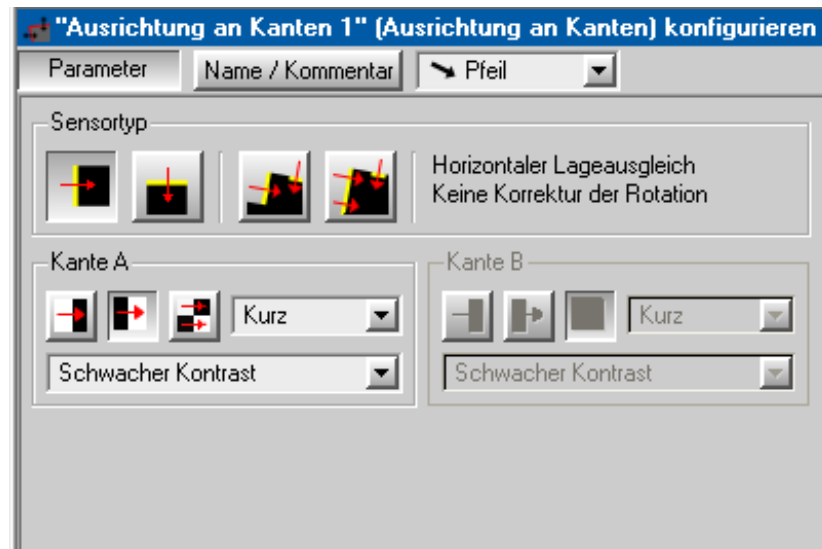 "Ausrichtung an Kanten 1" (Ausrichtung an Kanten) konfigurieren
Parameter Name / Kommentar Pfeil
Sensortyp
Horizontaler Lageausgleich
Keine Korrektur der Rotation
Kante A Kante B
Kurz Kurz
Schwacher Kontrast Schwacher Kontrast